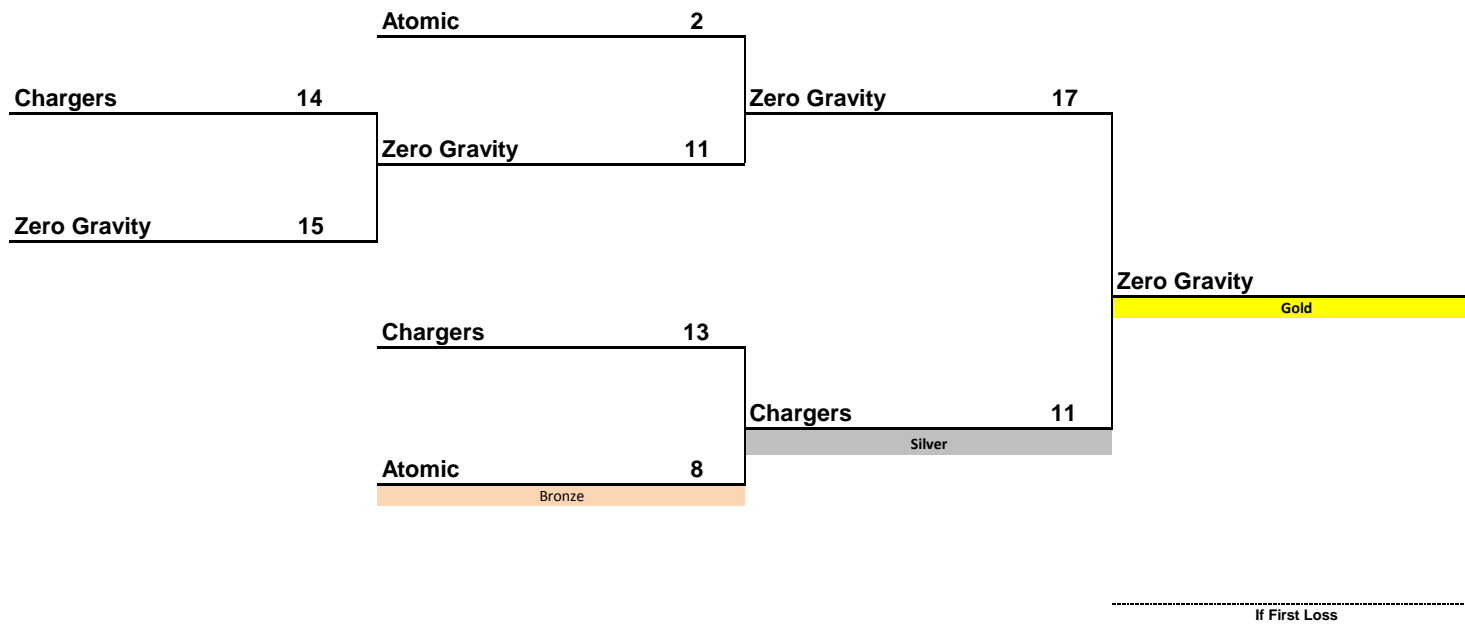 Atomic 2
Chargers 14
Zero Gravity 17
Zero Gravity 11
Zero Gravity 15
Zero Gravity
Gold
Chargers 13
Chargers 11
Silver
Atomic 8
Bronze
If First Loss